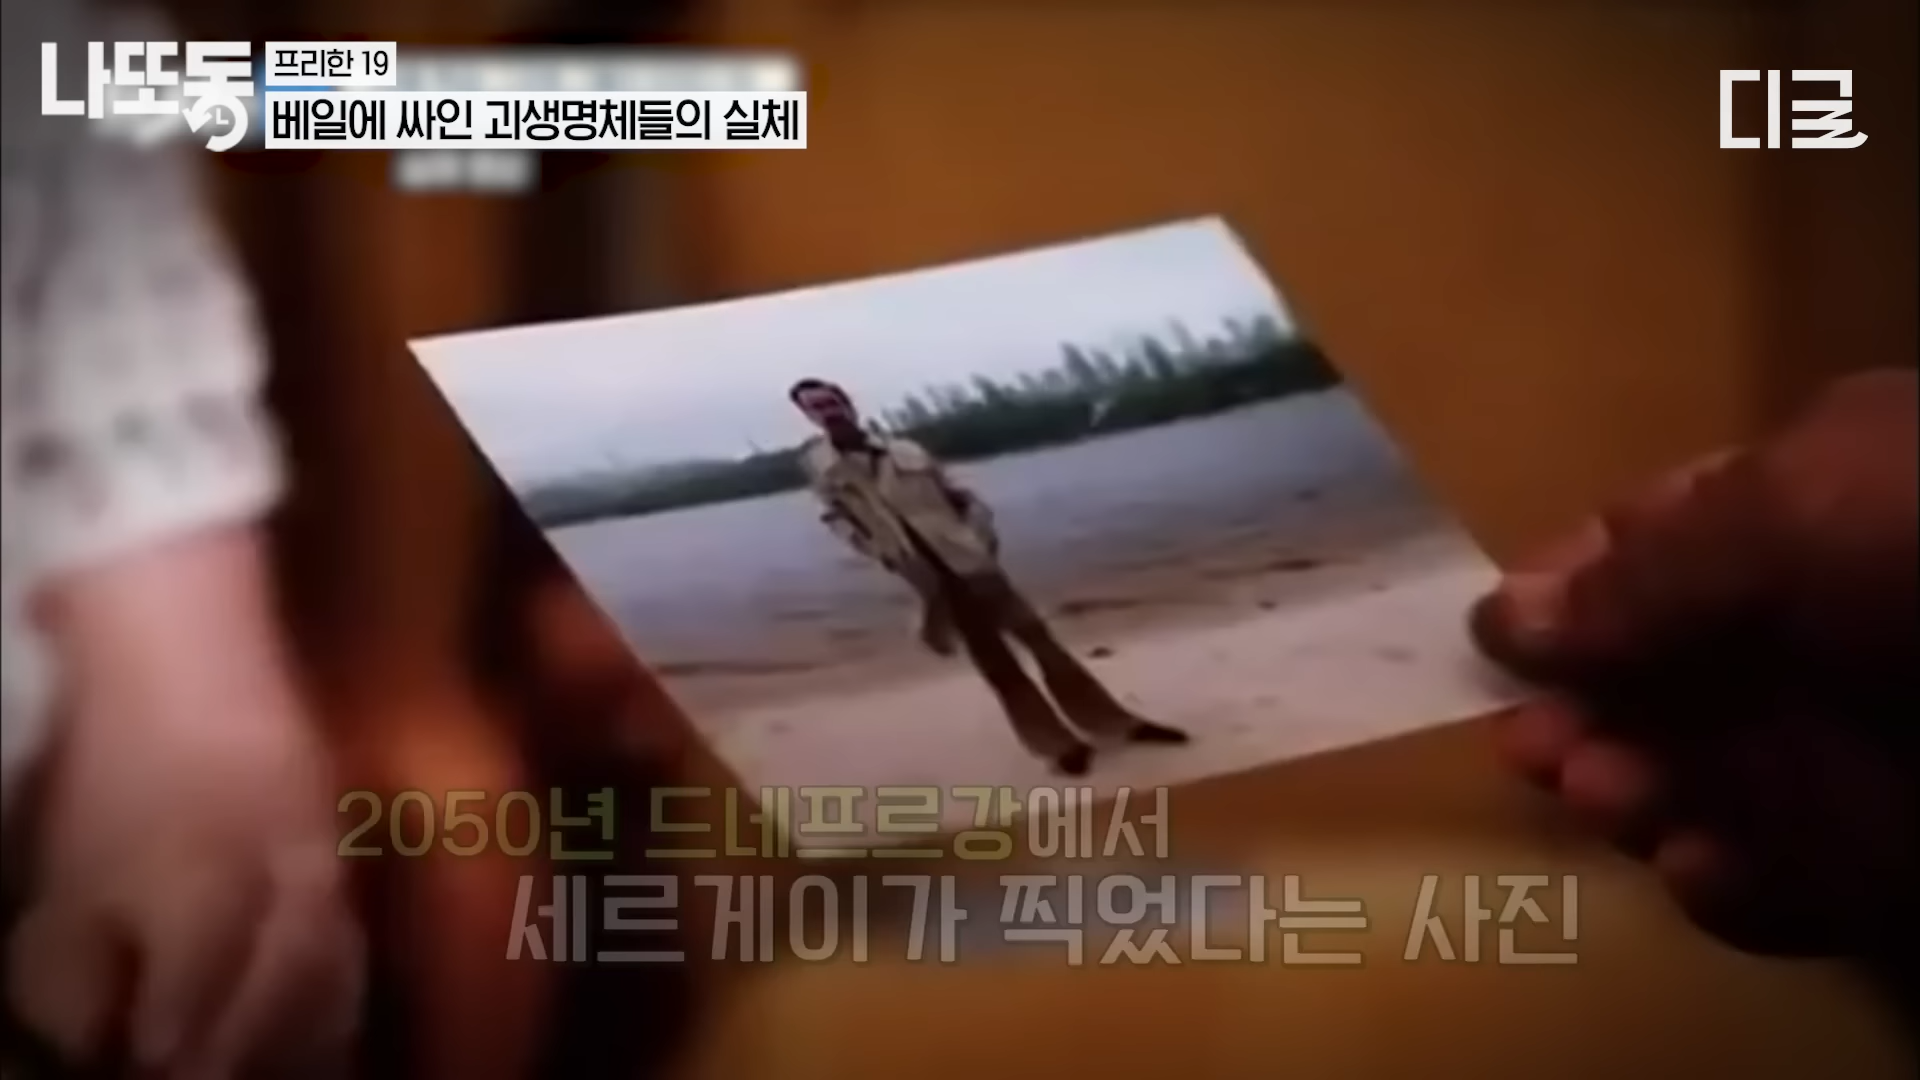 나또동
프리한 19
베일에 싸인 괴생명체들의 실체
디글
2050년 드네프르강에서
세르게이가 찍었다는 사진